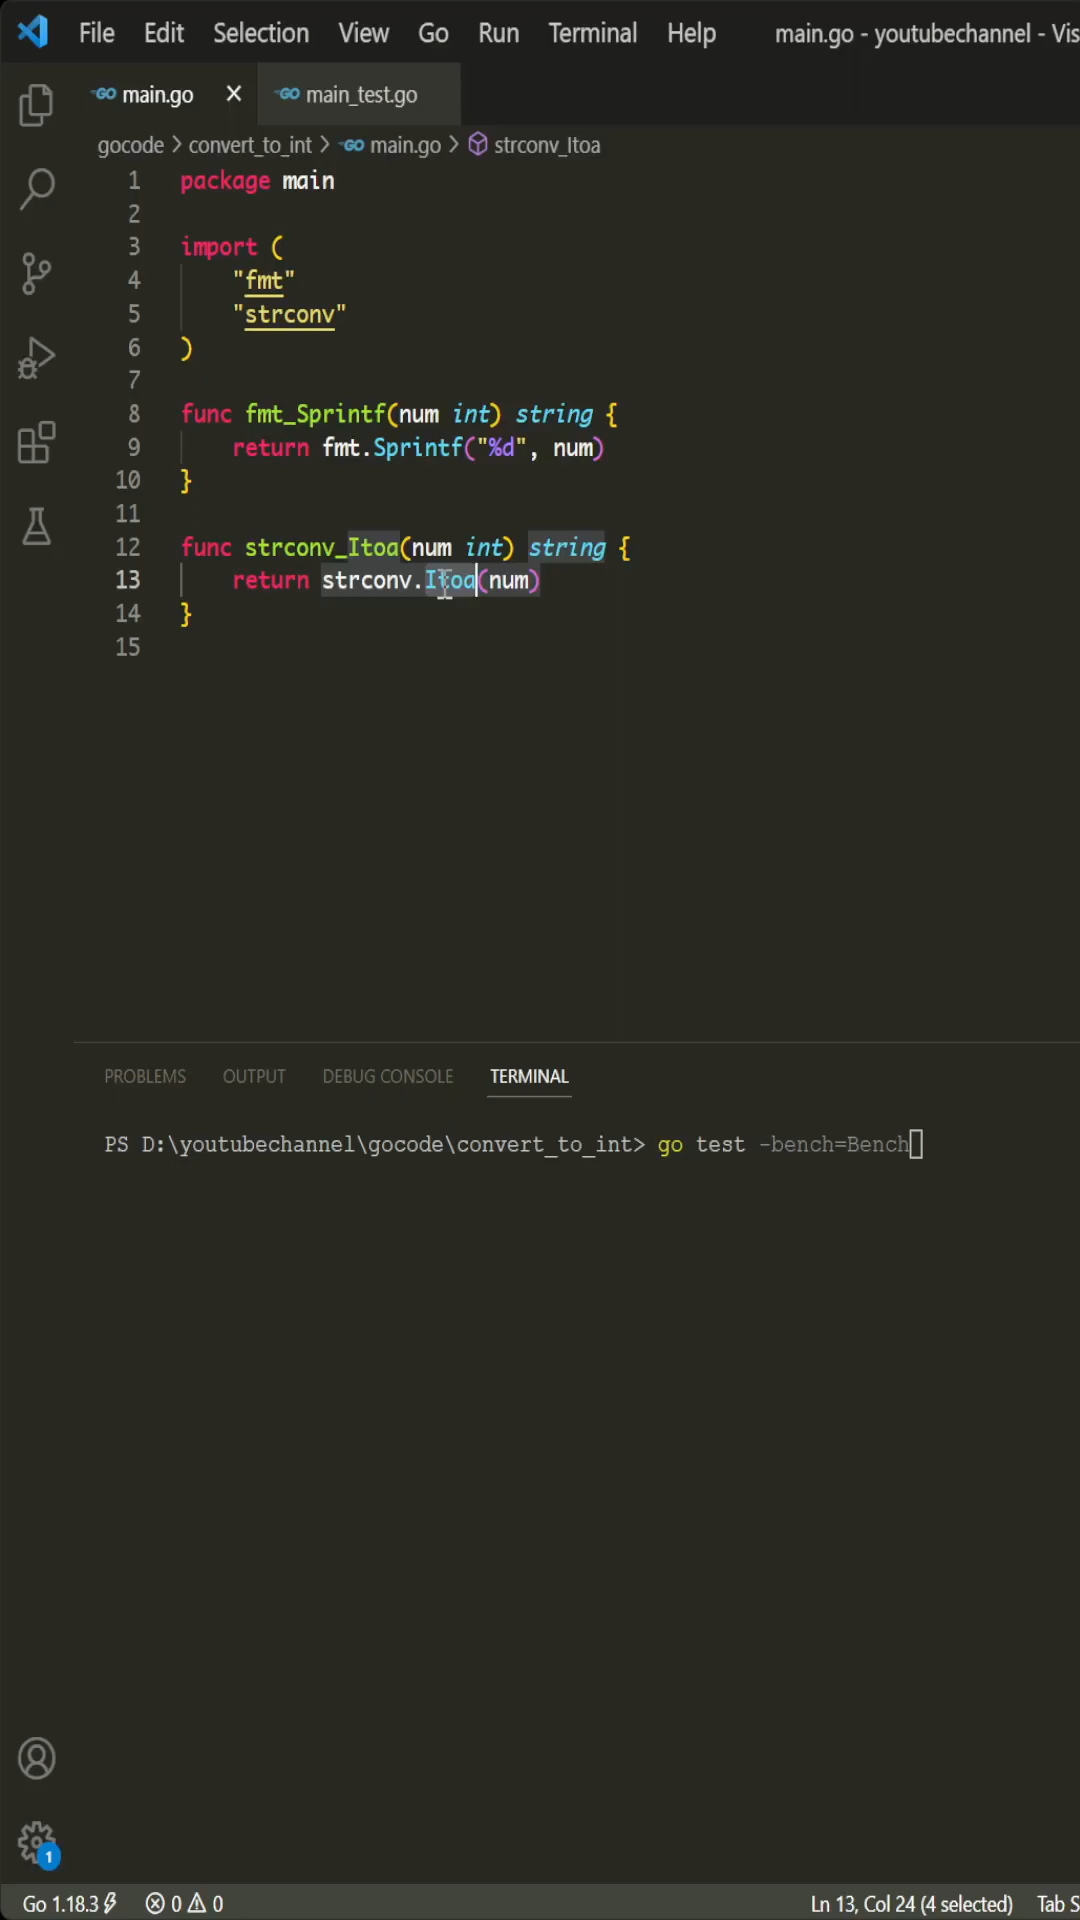 File Edit Selection View Go Run Terminal Help main.go - youtubechannel - Vis
GO main.go GO main_test.go
gocode > convert_to_int > GO main.go > strconv_Itoa
1 package main
2
3 import (
4 "fmt"
5 "strconv"
6 )
7
8 func fmt_Sprintf(num int) string {
9 return fmt.Sprintf("%d", num)
10 }
11
12 func strconv_Itoa(num int) string {
13 return strconv.Itoa(num)
14 }
15
PROBLEMS OUTPUT DEBUG CONSOLE TERMINAL
PS D:\youtubechannel\gocode\convert_to_int> go test -bench=Bench
1
Go 1.18.3 0 0 Ln 13, Col 24 (4 selected) Tab S